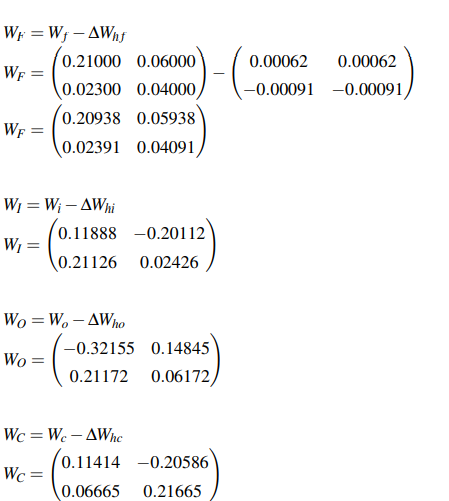 W_F = W_f − ΔW_hf
W_F = (0.21000 0.06000
0.02300 0.04000) − (0.00062 0.00062
−0.00091 −0.00091)
W_F = (0.20938 0.05938
0.02391 0.04091)
W_I = W_i − ΔW_hi
W_I = (0.11888 −0.20112
0.21126 0.02426)
W_O = W_o − ΔW_ho
W_O = (−0.32155 0.14845
0.21172 0.06172)
W_C = W_c − ΔW_hc
W_C = (0.11414 −0.20586
0.06665 0.21665)